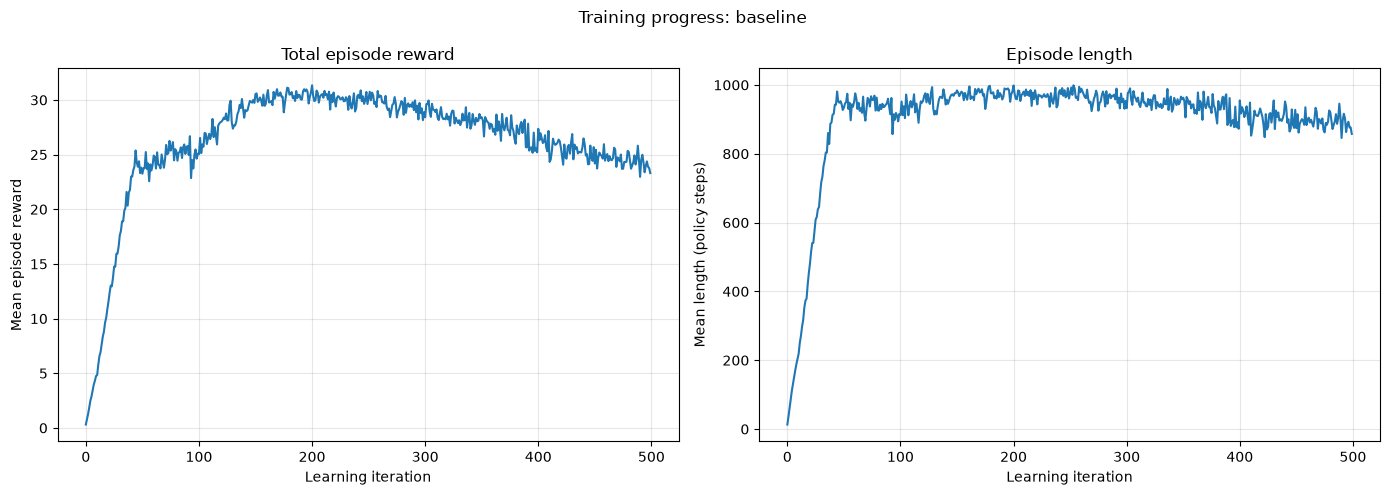 Training progress: baseline
Total episode reward
Mean episode reward
30
25
20
15
10
5
0
0 100 200 300 400 500
Learning iteration
Episode length
Mean length (policy steps)
1000
800
600
400
200
0
0 100 200 300 400 500
Learning iteration